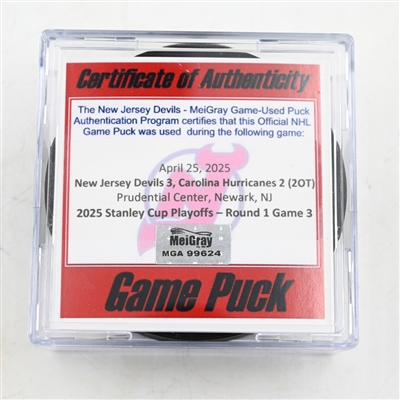 Certificate of Authenticity
The New Jersey Devils - MeiGray Game-Used Puck
Authentication Program certifies that this Official NHL
Game Puck was used during the following game:
April 25, 2025
New Jersey Devils 3, Carolina Hurricanes 2 (2OT)
Prudential Center, Newark, NJ
2025 Stanley Cup Playoffs – Round 1 Game 3
MeiGray
MGA 99624
Game Puck